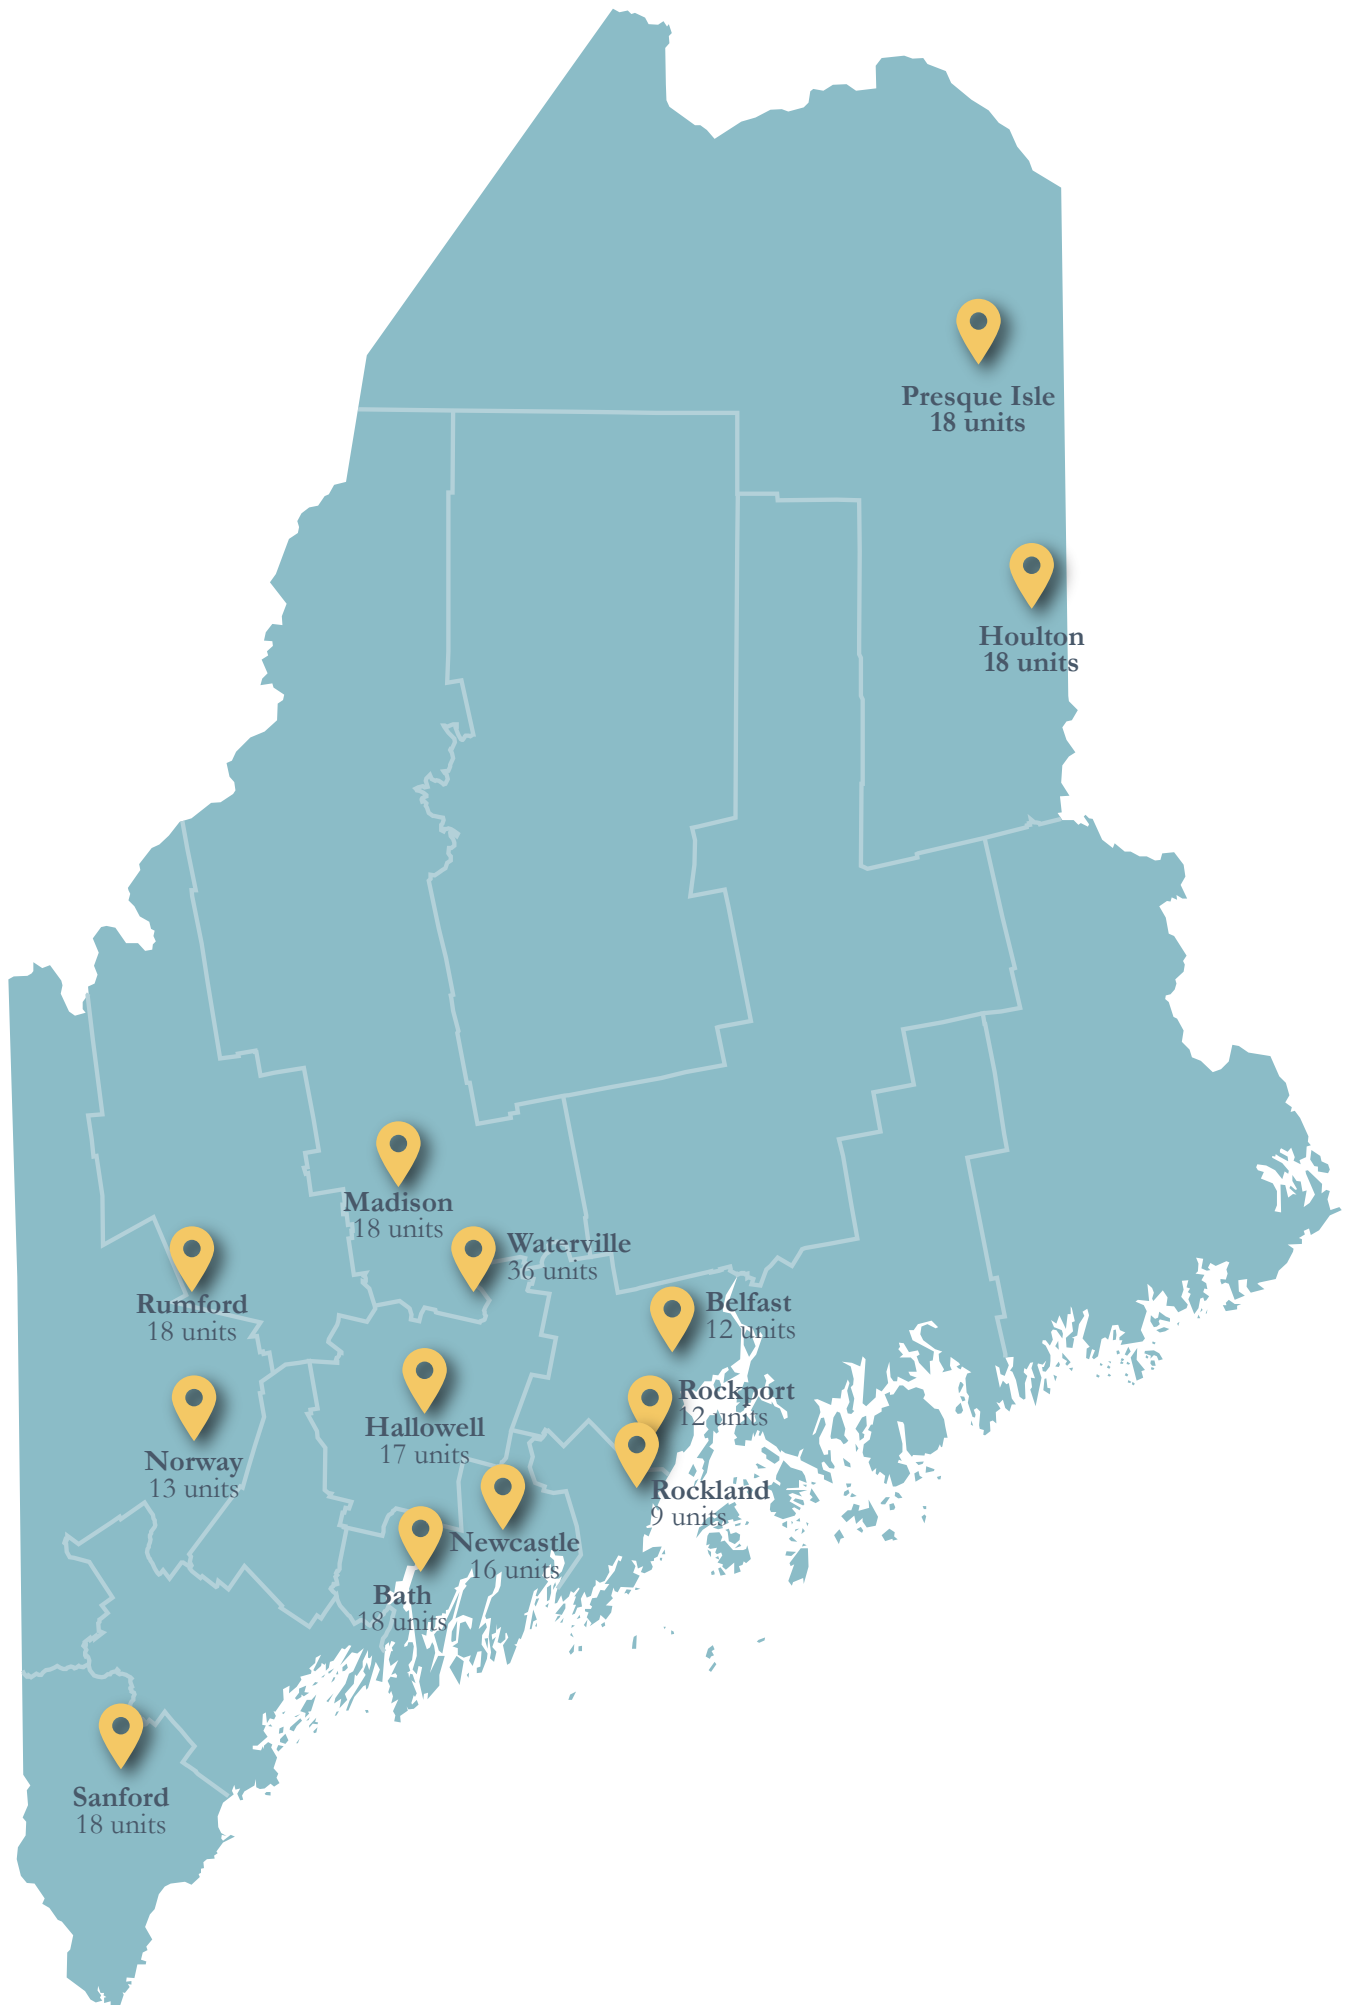 Presque Isle
18 units
Houlton
18 units
Madison
18 units
Waterville
36 units
Rumford
18 units
Belfast
12 units
Rockport
12 units
Hallowell
17 units
Norway
13 units
Rockland
9 units
Newcastle
16 units
Bath
18 units
Sanford
18 units